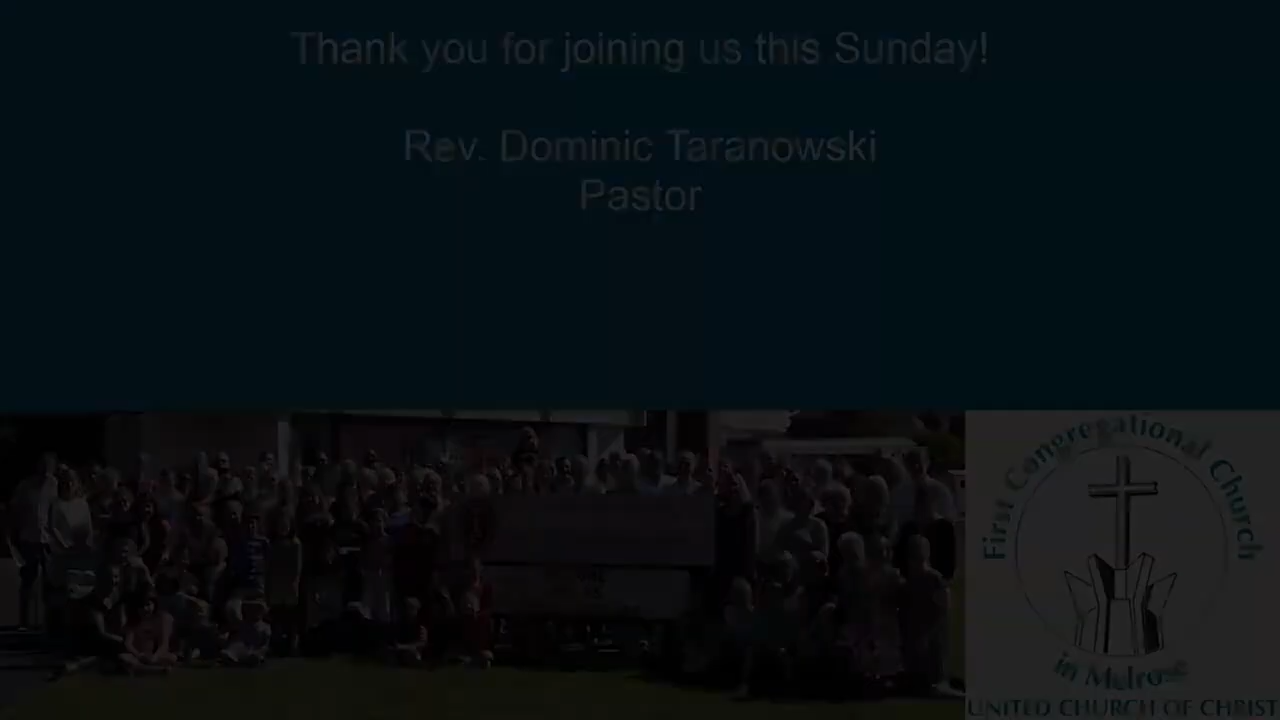 Thank you for joining us this Sunday!
Rev. Dominic Taranowski
Pastor
First Congregational Church
in Melrose
UNITED CHURCH OF CHRIST